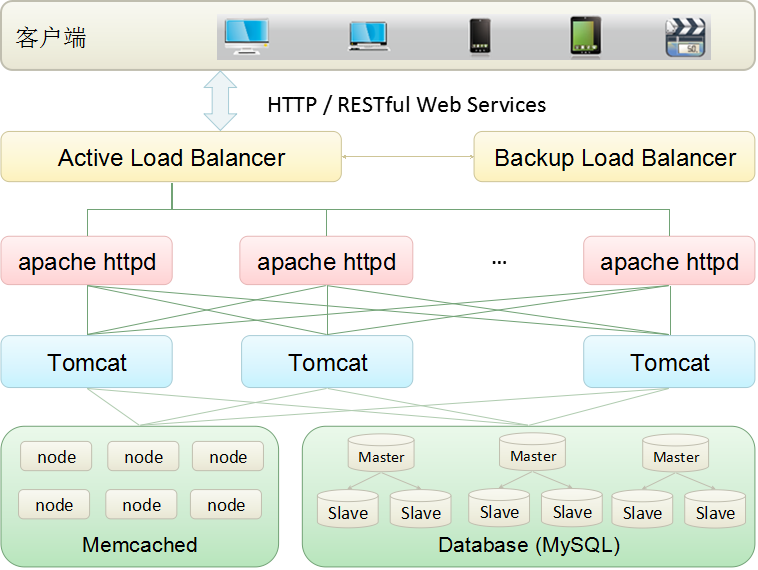 客户端
HTTP / RESTful Web Services
Active Load Balancer
Backup Load Balancer
apache httpd
apache httpd
...
apache httpd
Tomcat
Tomcat
Tomcat
node
node
node
node
node
node
Memcached
Master
Master
Master
Slave
Slave
Slave
Slave
Slave
Slave
Database (MySQL)